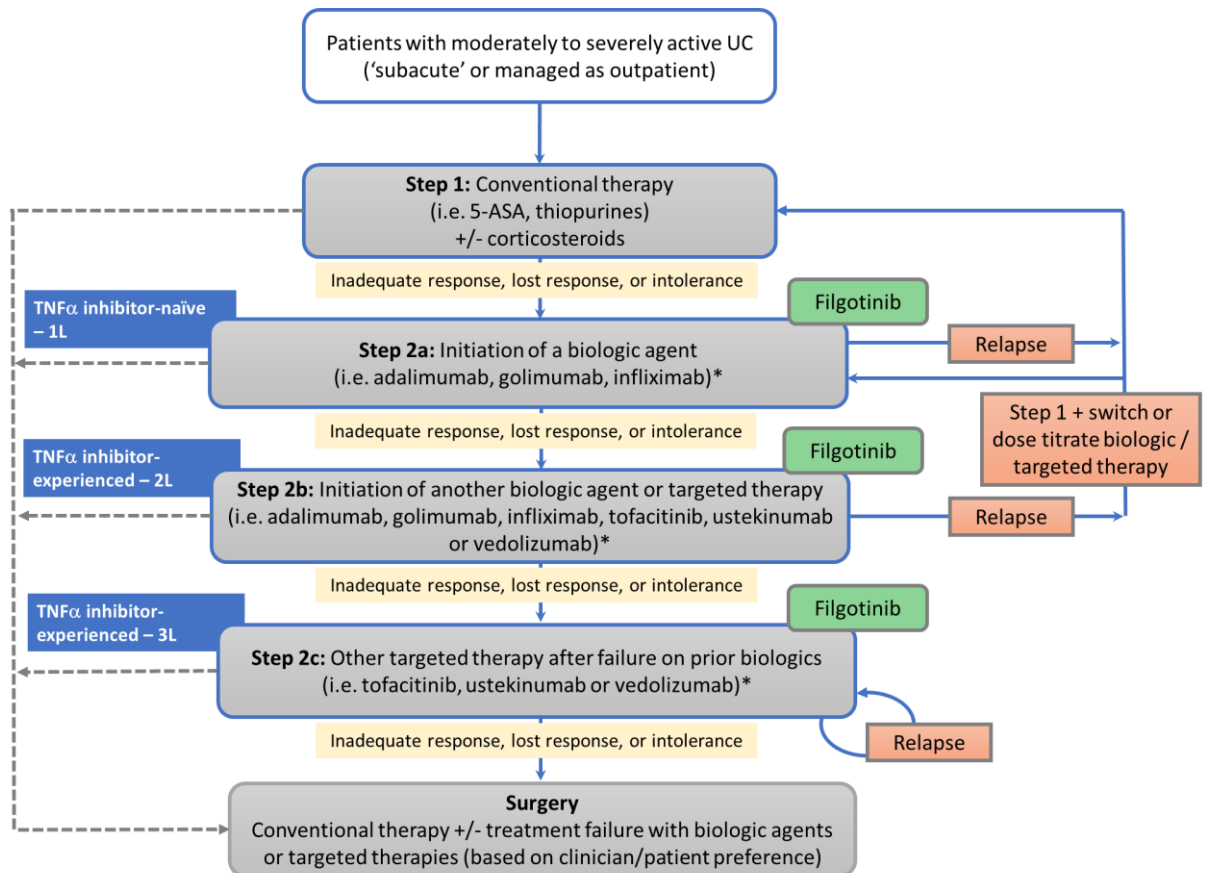 Patients with moderately to severely active UC
(‘subacute’ or managed as outpatient)
Step 1: Conventional therapy
(i.e. 5-ASA, thiopurines)
+/- corticosteroids
Inadequate response, lost response, or intolerance
TNFα inhibitor-naïve
– 1L
Filgotinib
Step 2a: Initiation of a biologic agent
(i.e. adalimumab, golimumab, infliximab)*
Relapse
Inadequate response, lost response, or intolerance
Step 1 + switch or
dose titrate biologic /
targeted therapy
TNFα inhibitor-
experienced – 2L
Filgotinib
Step 2b: Initiation of another biologic agent or targeted therapy
(i.e. adalimumab, golimumab, infliximab, tofacitinib, ustekinumab
or vedolizumab)*
Relapse
Inadequate response, lost response, or intolerance
TNFα inhibitor-
experienced – 3L
Filgotinib
Step 2c: Other targeted therapy after failure on prior biologics
(i.e. tofacitinib, ustekinumab or vedolizumab)*
Relapse
Inadequate response, lost response, or intolerance
Surgery
Conventional therapy +/- treatment failure with biologic agents
or targeted therapies (based on clinician/patient preference)